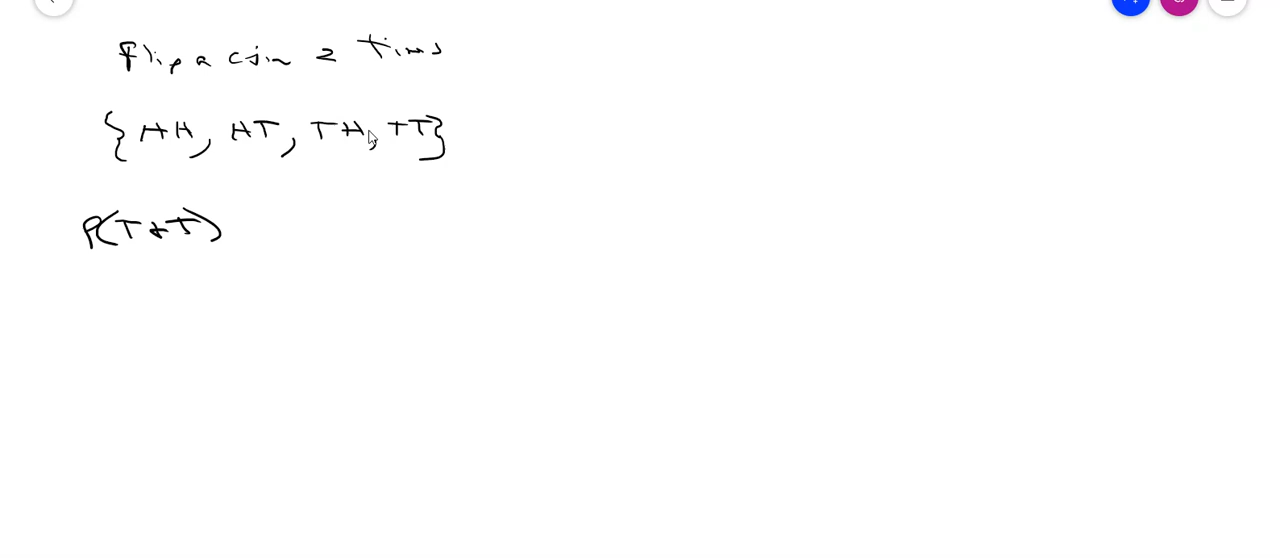 Flip a coin 2 times
{HH, HT, TH, TT}
P(T & T)